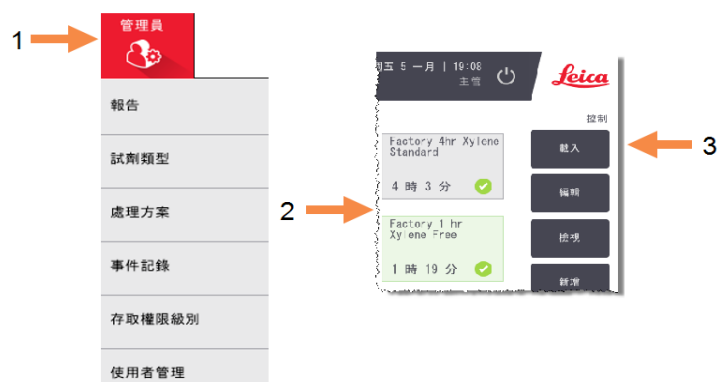 1
管理員
報告
試劑類型
處理方案
事件記錄
存取權限級別
使用者管理
2
五 5 一月 | 19:08
主管
Leica
控制
Factory 4hr Xylene
Standard
4 時 3 分
Factory 1 hr
Xylene Free
1 時 19 分
載入
編輯
檢視
新增
3